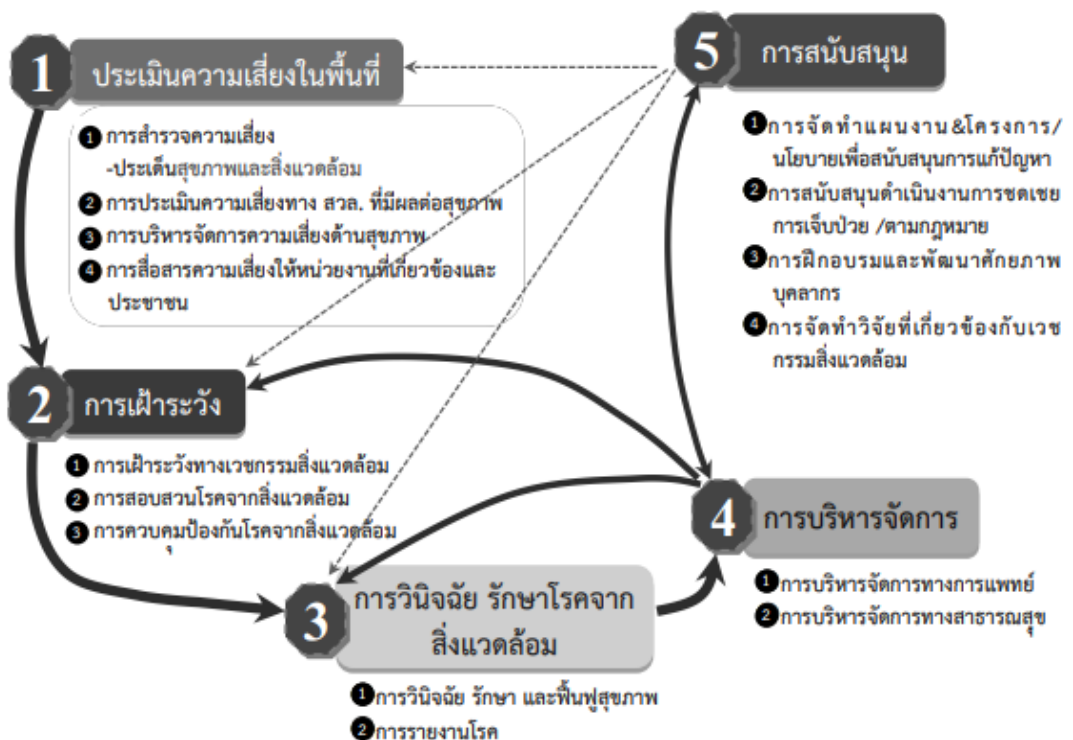 1 ประเมินความเสี่ยงในพื้นที่
1 การสำรวจความเสี่ยง
-ประเด็นสุขภาพและสิ่งแวดล้อม
2 การประเมินความเสี่ยงทาง สวล. ที่มีผลต่อสุขภาพ
3 การบริหารจัดการความเสี่ยงด้านสุขภาพ
4 การสื่อสารความเสี่ยงให้หน่วยงานที่เกี่ยวข้องและ
ประชาชน
2 การเฝ้าระวัง
1 การเฝ้าระวังทางเวชกรรมสิ่งแวดล้อม
2 การสอบสวนโรคจากสิ่งแวดล้อม
3 การควบคุมป้องกันโรคจากสิ่งแวดล้อม
3 การวินิจฉัย รักษาโรคจาก
สิ่งแวดล้อม
1 การวินิจฉัย รักษา และฟื้นฟูสุขภาพ
2 การรายงานโรค
4 การบริหารจัดการ
1 การบริหารจัดการทางการแพทย์
2 การบริหารจัดการทางสาธารณสุข
5 การสนับสนุน
1 การจัดทำแผนงาน&โครงการ/
นโยบายเพื่อสนับสนุนการแก้ปัญหา
2 การสนับสนุนดำเนินงานการชดเชย
การเจ็บป่วย /ตามกฎหมาย
3 การฝึกอบรมและพัฒนาศักยภาพ
บุคลากร
4 การจัดทำวิจัยที่เกี่ยวข้องกับเวช
กรรมสิ่งแวดล้อม